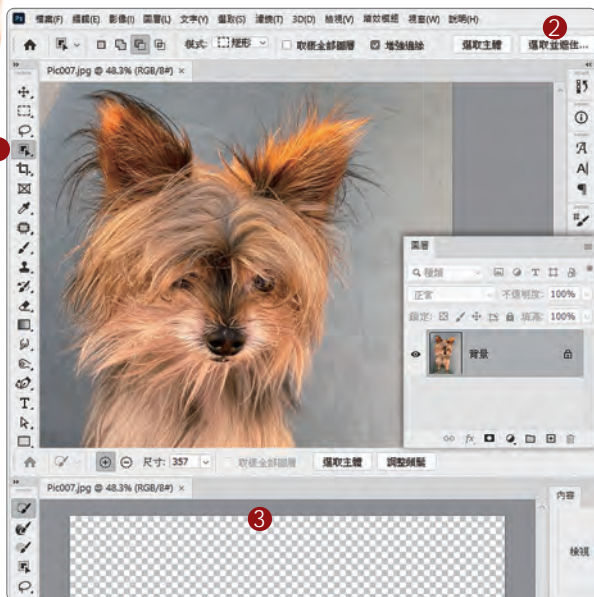 Ps 檔案(F) 編輯(E) 影像(I) 圖層(L) 文字(Y) 選取(S) 濾鏡(T) 3D(D) 檢視(V) 增效模組 視窗(W) 說明(H)
2
模式: 矩形 取樣全部圖層 增強邊緣 選取主體 選取並遮住...
Pic007.jpg @ 48.3% (RGB/8#) ×
圖層
種類
正常 不透明度: 100%
鎖定: 填滿: 100%
背景
尺寸: 357 取樣全部圖層 選取主體 調整頭髮
Pic007.jpg @ 48.3% (RGB/8#) × 內容
3
檢視